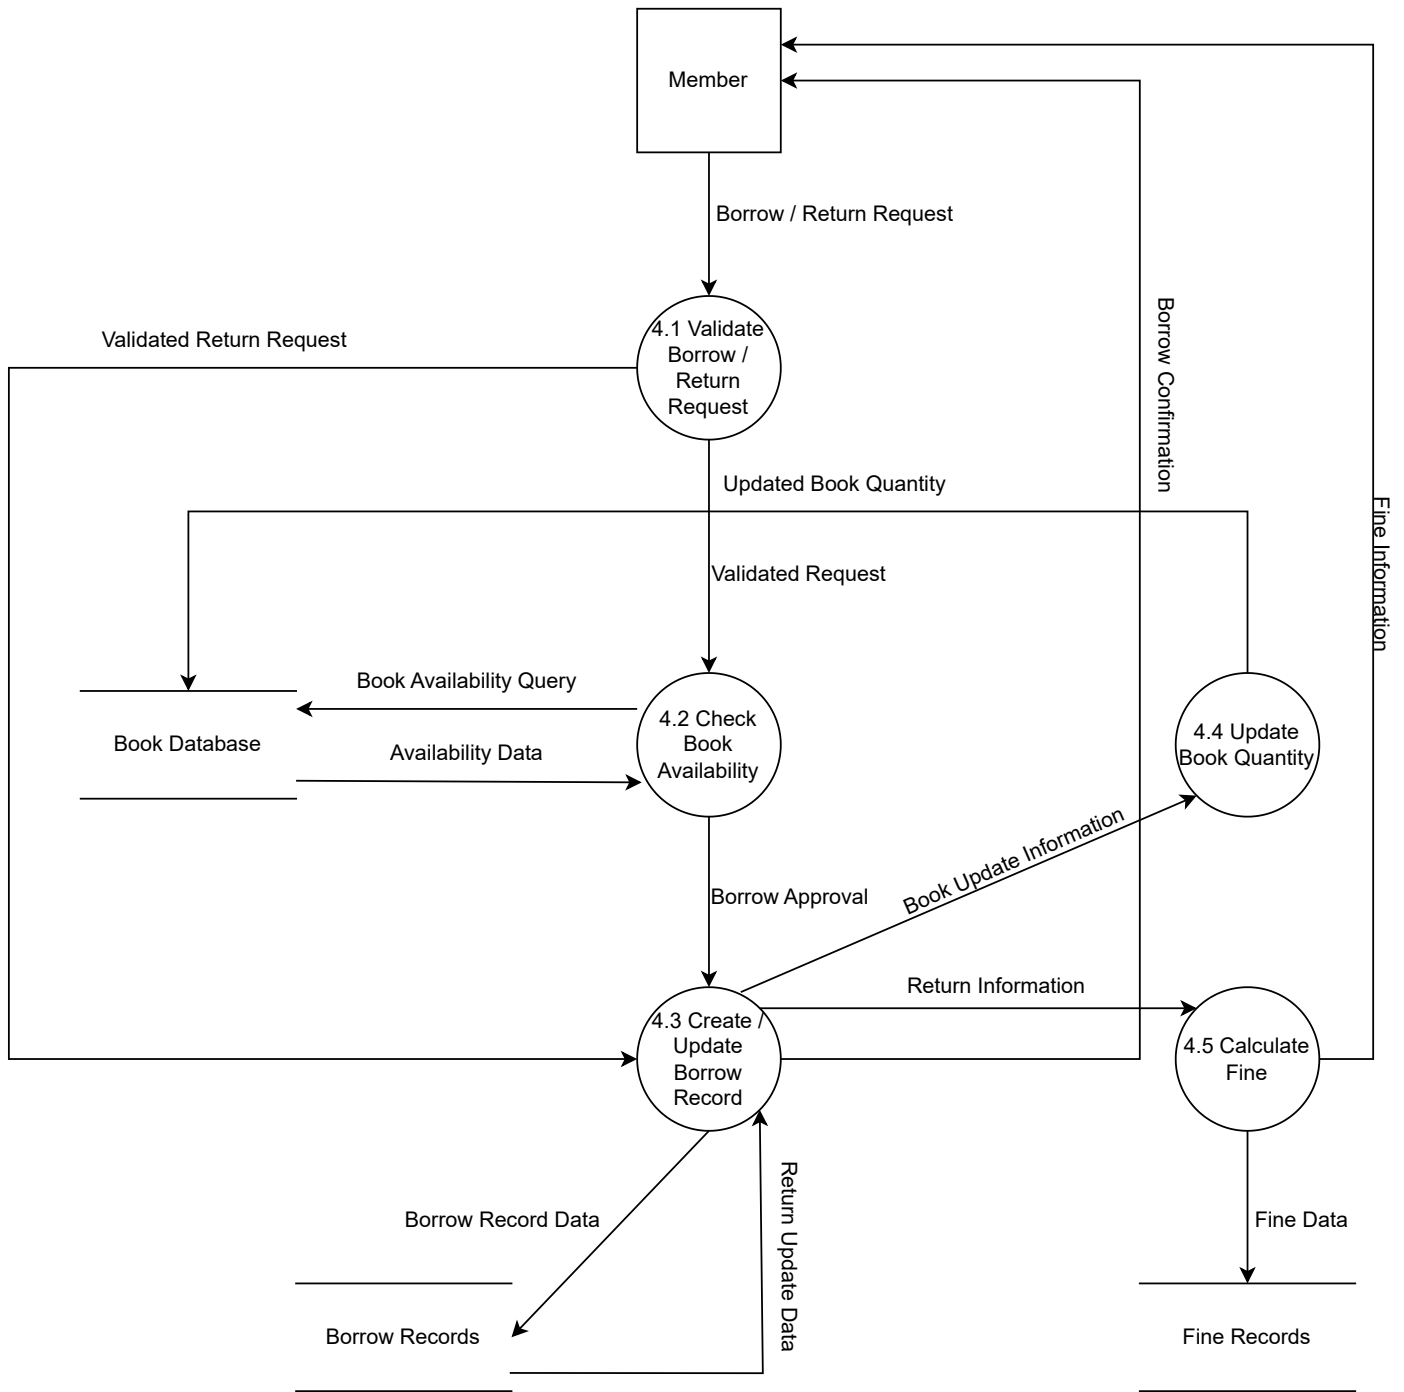 Member
Borrow / Return Request
4.1 Validate
Borrow /
Return
Request
Validated Return Request
Borrow Confirmation
Updated Book Quantity
Fine Information
Validated Request
Book Availability Query
4.2 Check
Book
Availability
4.4 Update
Book Quantity
Book Database
Availability Data
Book Update Information
Borrow Approval
Return Information
4.3 Create /
Update
Borrow
Record
4.5 Calculate
Fine
Return Update Data
Borrow Record Data
Fine Data
Borrow Records
Fine Records